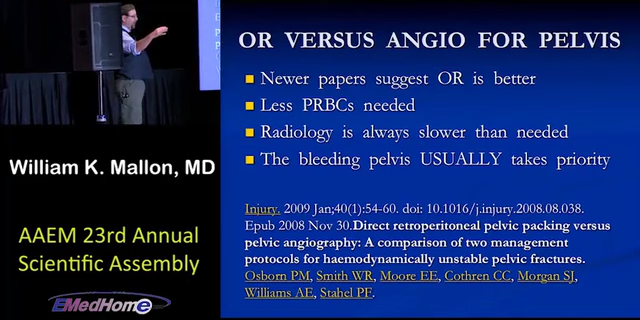 OR VERSUS ANGIO FOR PELVIS
Newer papers suggest OR is better
Less PRBCs needed
Radiology is always slower than needed
The bleeding pelvis USUALLY takes priority
Injury. 2009 Jan;40(1):54-60. doi: 10.1016/j.injury.2008.08.038.
Epub 2008 Nov 30.Direct retroperitoneal pelvic packing versus
pelvic angiography: A comparison of two management
protocols for haemodynamically unstable pelvic fractures.
Osborn PM, Smith WR, Moore EE, Cothren CC, Morgan SJ,
Williams AE, Stahel PF.
William K. Mallon, MD
AAEM 23rd Annual
Scientific Assembly
EMedHome